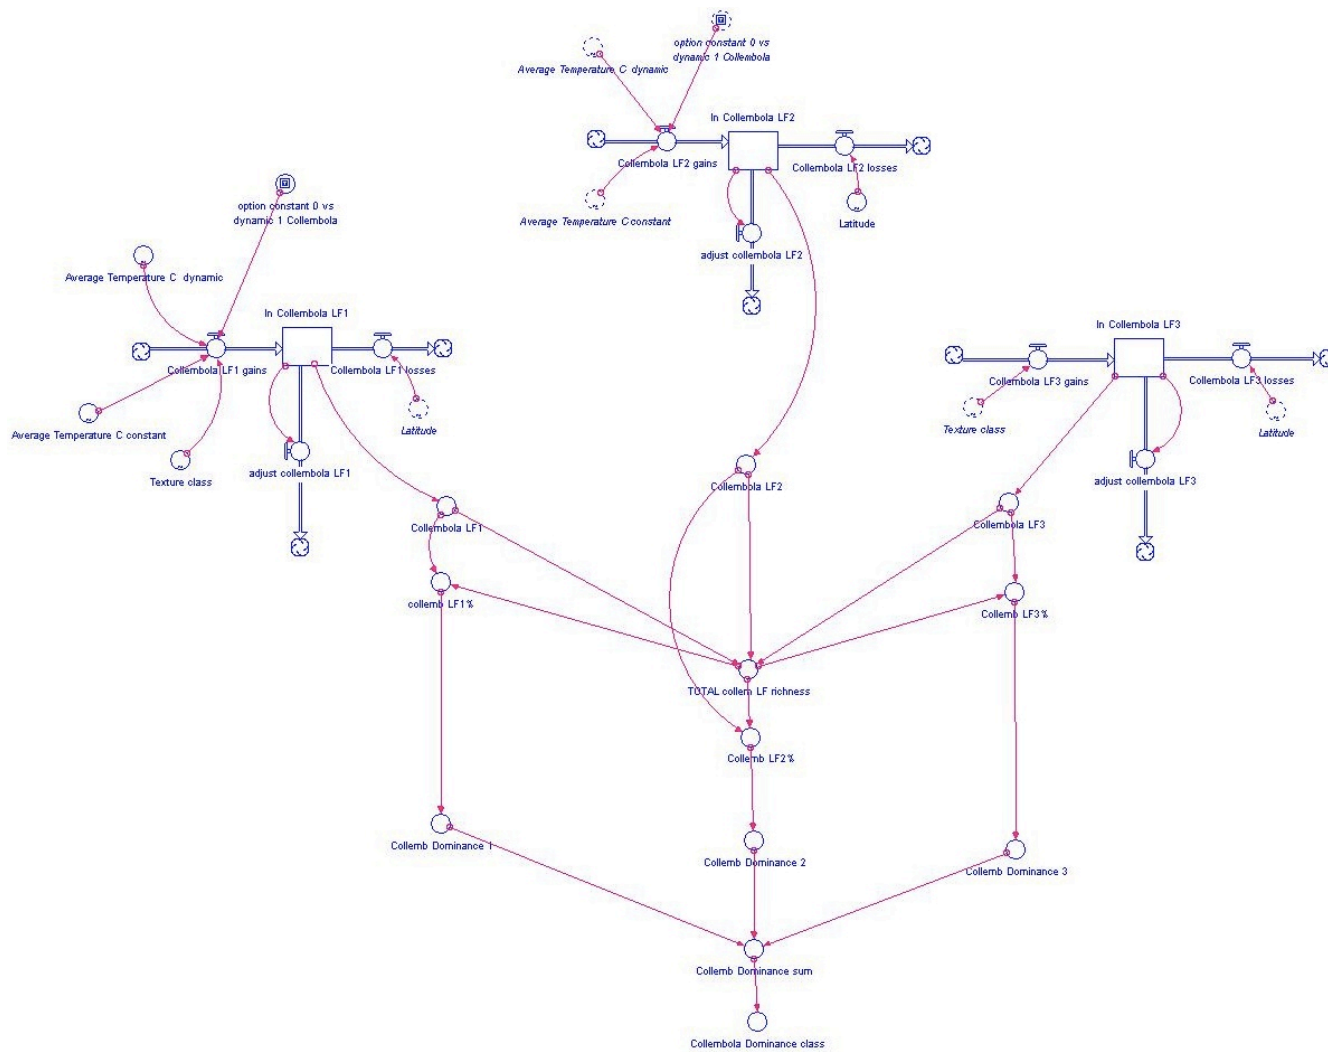 option constant 0 vs
dynamic 1 Collembola
Average Temperature C dynamic
In Collembola LF2
Collembola LF2 gains
Collembola LF2 losses
Average Temperature C constant
Latitude
adjust collembola LF2
option constant 0 vs
dynamic 1 Collembola
Average Temperature C dynamic
In Collembola LF1
Collembola LF1 gains
Collembola LF1 losses
Average Temperature C constant
Latitude
Texture class
adjust collembola LF1
In Collembola LF3
Collembola LF3 gains
Collembola LF3 losses
Texture class
Latitude
adjust collembola LF3
Collembola LF2
Collembola LF1
Collembola LF3
collemb LF1%
Collemb LF3%
TOTAL collem LF richness
Collemb LF2%
Collemb Dominance 1
Collemb Dominance 2
Collemb Dominance 3
Collemb Dominance sum
Collembola Dominance class